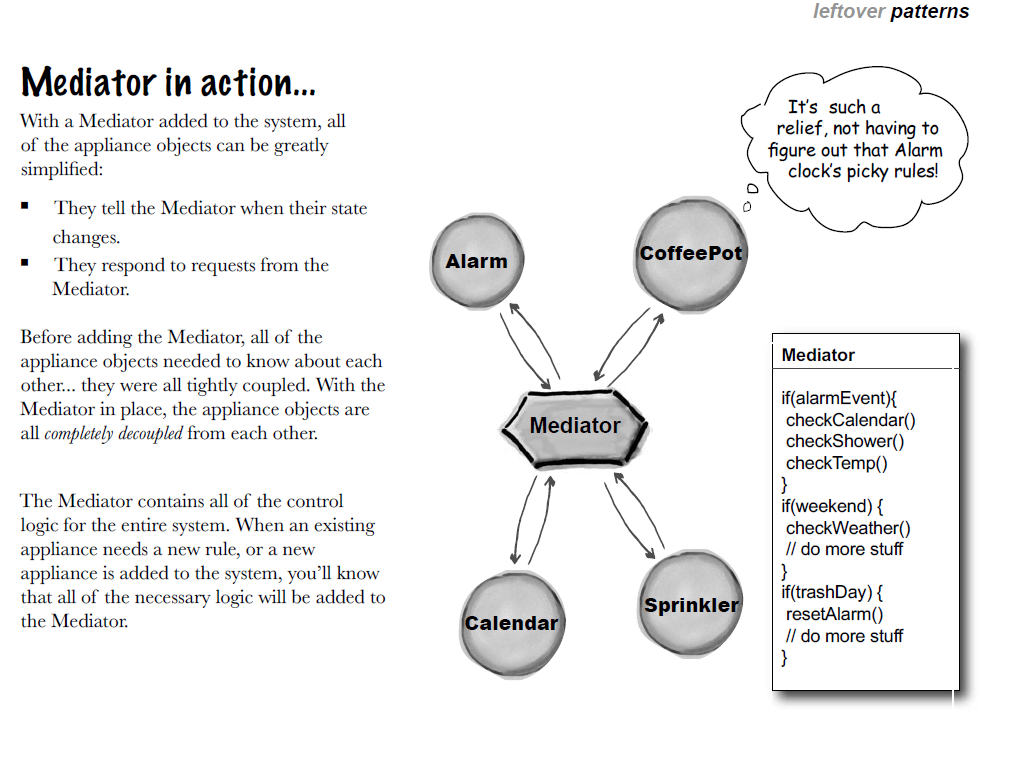 leftover patterns
Mediator in action...
With a Mediator added to the system, all
of the appliance objects can be greatly
simplified:
▪ They tell the Mediator when their state
changes.
▪ They respond to requests from the
Mediator.
Before adding the Mediator, all of the
appliance objects needed to know about each
other... they were all tightly coupled. With the
Mediator in place, the appliance objects are
all completely decoupled from each other.
The Mediator contains all of the control
logic for the entire system. When an existing
appliance needs a new rule, or a new
appliance is added to the system, you'll know
that all of the necessary logic will be added to
the Mediator.
It's such a
relief, not having to
figure out that Alarm
clock's picky rules!
Alarm
CoffeePot
Mediator
Calendar
Sprinkler
Mediator
if(alarmEvent){
checkCalendar()
checkShower()
checkTemp()
}
if(weekend) {
checkWeather()
// do more stuff
}
if(trashDay) {
resetAlarm()
// do more stuff
}